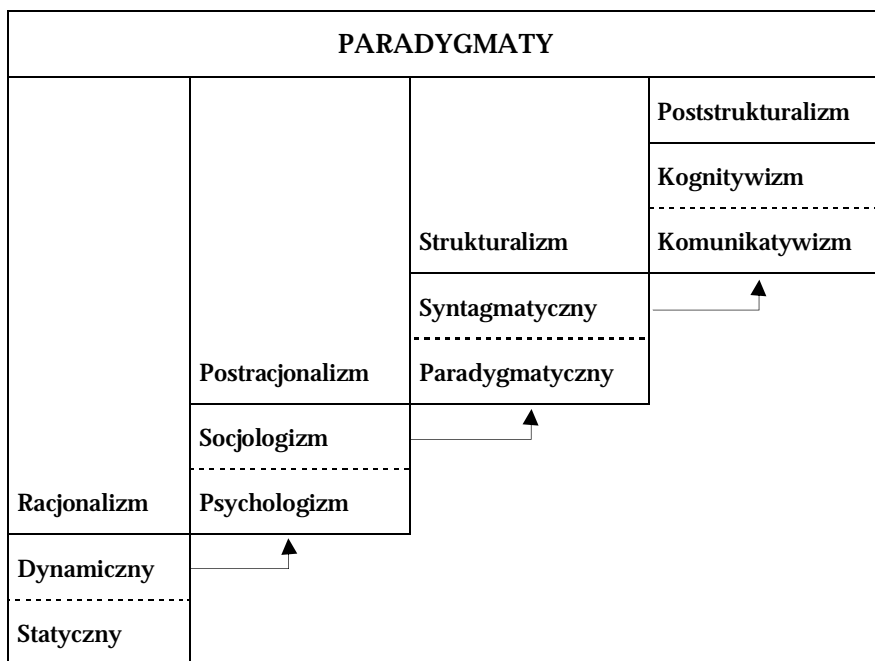 PARADYGMATY
Poststrukturalizm
Kognitywizm
Strukturalizm
Komunikatywizm
Syntagmatyczny
Postracjonalizm
Paradygmatyczny
Socjologizm
Racjonalizm
Psychologizm
Dynamiczny
Statyczny